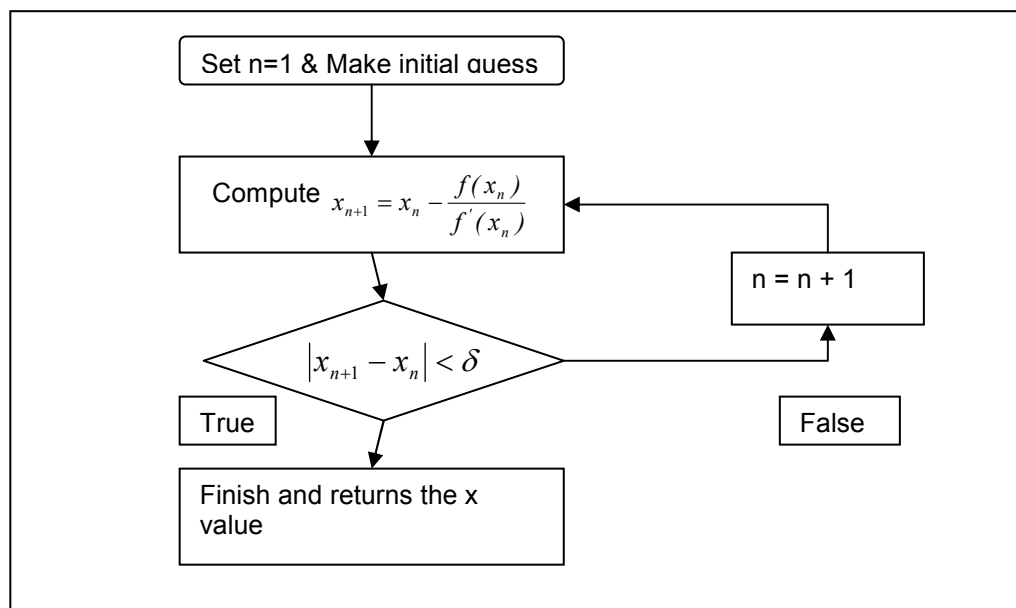 Set n=1 & Make initial guess
Compute x_{n+1} = x_n - \frac{f(x_n)}{f^{'}(x_n)}
n = n + 1
|x_{n+1} - x_n| < δ
True
False
Finish and returns the x
value